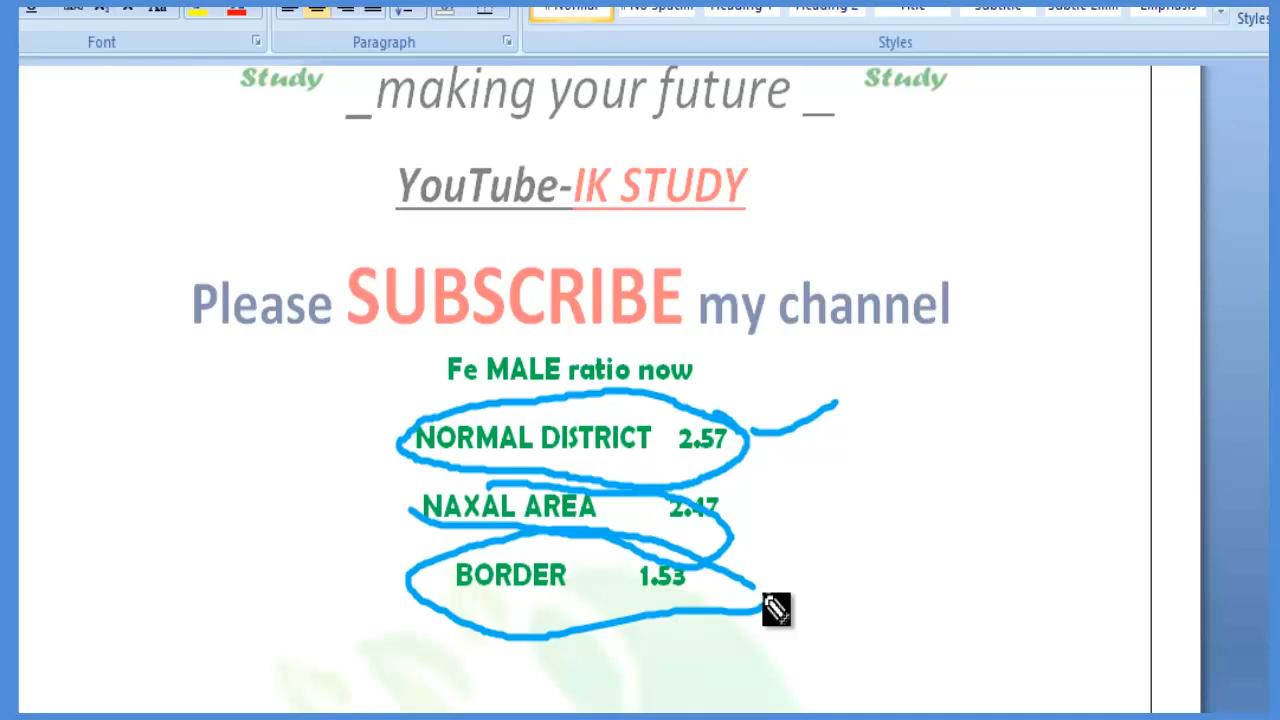 Font Paragraph Styles Styles
Study _making your future _ Study
YouTube-IK STUDY
Please SUBSCRIBE my channel
Fe MALE ratio now
NORMAL DISTRICT 2.57
NAXAL AREA 2.47
BORDER 1.53